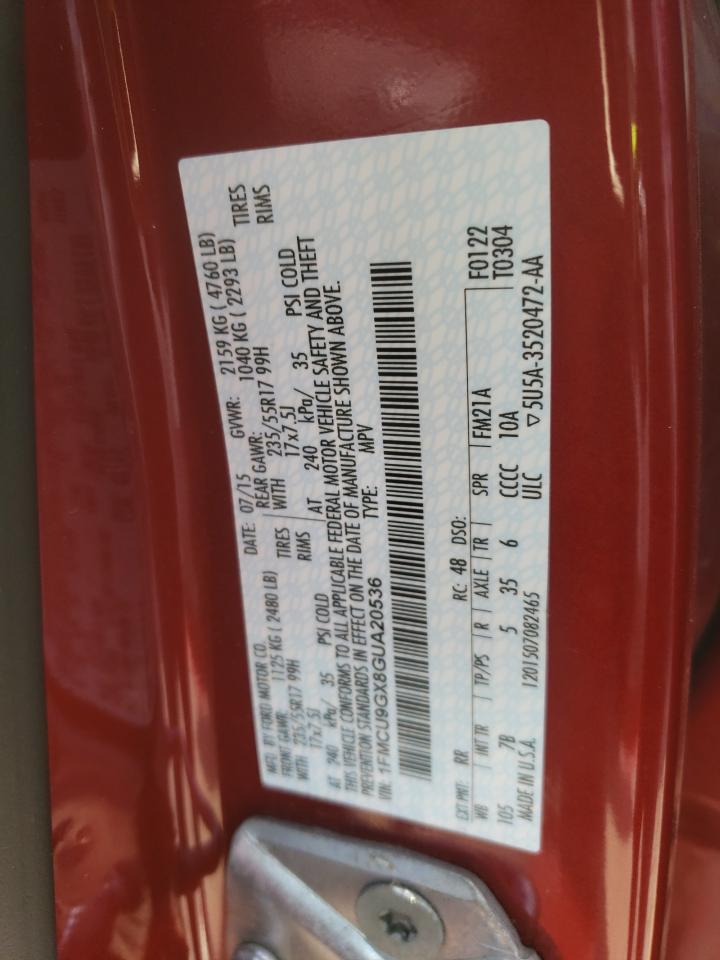 MFD. BY FORD MOTOR CO.
DATE: 07/15 GVWR: 2159 KG ( 4760 LB)
FRONT GAWR: 1125 KG ( 2480 LB) REAR GAWR: 1040 KG ( 2293 LB)
WITH 235/55R17 99H TIRES WITH 235/55R17 99H TIRES
17x7.5J RIMS 17x7.5J RIMS
AT 240 kPa/ 35 PSI COLD AT 240 kPa/ 35 PSI COLD
THIS VEHICLE CONFORMS TO ALL APPLICABLE FEDERAL MOTOR VEHICLE SAFETY AND THEFT
PREVENTION STANDARDS IN EFFECT ON THE DATE OF MANUFACTURE SHOWN ABOVE.
VIN: 1FMCU9GX8GUA20536 TYPE: MPV
EXT PNT: RR RC: 48 DSO: F0122
WB INT TR TP/PS R AXLE TR SPR FM21A T0304
105 7B 5 35 6 CCCC 10A
MADE IN U.S.A. 1201507082465 ULC ▽5U5A-3520472-AA